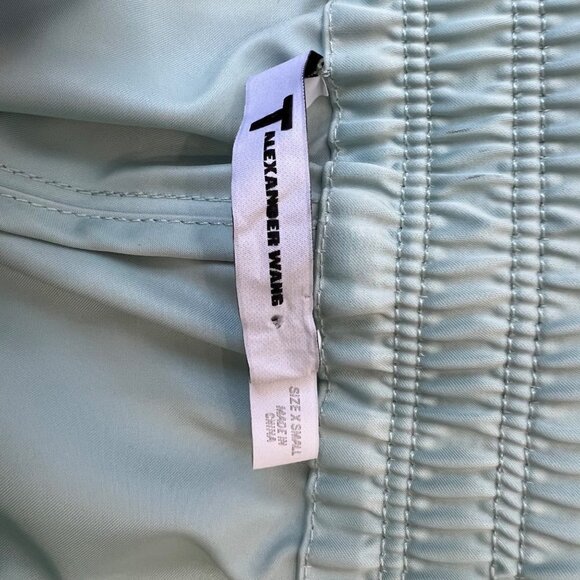 T ALEXANDER WANG
SIZE X SMALL
MADE IN
CHINA